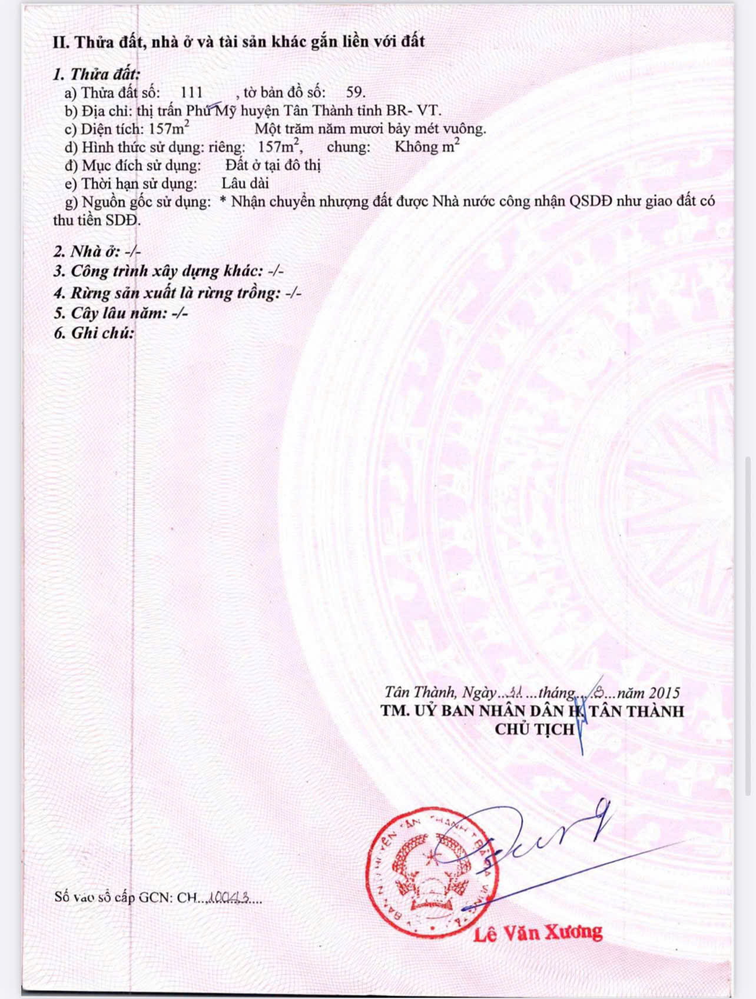 II. Thửa đất, nhà ở và tài sản khác gắn liền với đất
1. Thửa đất:
a) Thửa đất số: 111 , tờ bản đồ số: 59.
b) Địa chỉ: thị trấn Phú Mỹ huyện Tân Thành tỉnh BR- VT.
c) Diện tích: 157m² Một trăm năm mươi bảy mét vuông.
d) Hình thức sử dụng: riêng: 157m², chung: Không m²
đ) Mục đích sử dụng: Đất ở tại đô thị
e) Thời hạn sử dụng: Lâu dài
g) Nguồn gốc sử dụng: * Nhận chuyển nhượng đất được Nhà nước công nhận QSDĐ như giao đất có
thu tiền SDĐ.
2. Nhà ở: -/-
3. Công trình xây dựng khác: -/-
4. Rừng sản xuất là rừng trồng: -/-
5. Cây lâu năm: -/-
6. Ghi chú:
Tân Thành, Ngày... ...tháng... 8...năm 2015
TM. UỶ BAN NHÂN DÂN H. TÂN THÀNH
CHỦ TỊCH
Số vào sổ cấp GCN: CH...
Lê Văn Xương